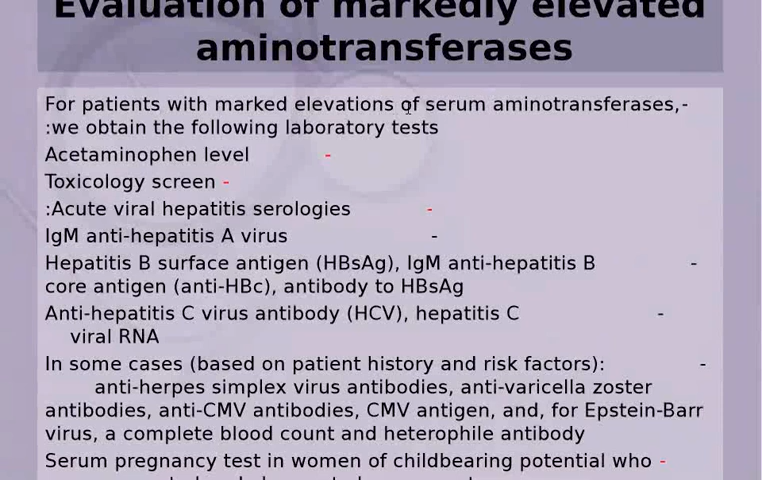 Evaluation of markedly elevated
aminotransferases
For patients with marked elevations of serum aminotransferases,-
:we obtain the following laboratory tests
Acetaminophen level -
Toxicology screen -
:Acute viral hepatitis serologies -
IgM anti-hepatitis A virus -
Hepatitis B surface antigen (HBsAg), IgM anti-hepatitis B -
core antigen (anti-HBc), antibody to HBsAg
Anti-hepatitis C virus antibody (HCV), hepatitis C -
viral RNA
In some cases (based on patient history and risk factors): -
anti-herpes simplex virus antibodies, anti-varicella zoster
antibodies, anti-CMV antibodies, CMV antigen, and, for Epstein-Barr
virus, a complete blood count and heterophile antibody
Serum pregnancy test in women of childbearing potential who -